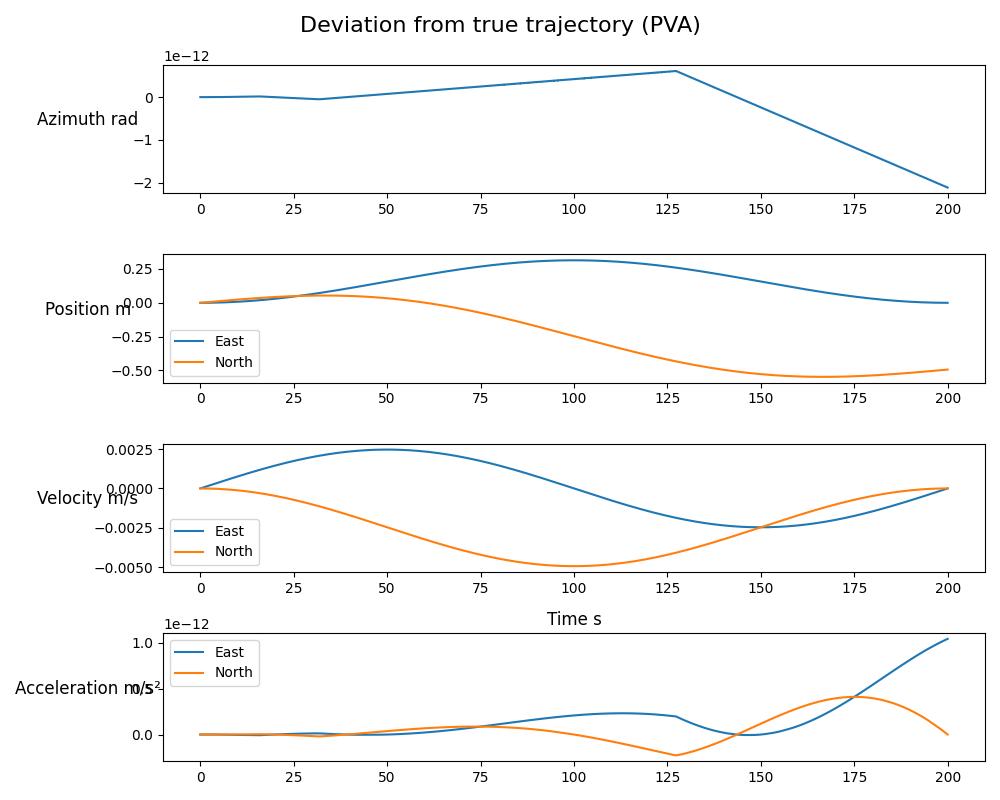 Deviation from true trajectory (PVA)
1e−12
Azimuth rad
0
−1
−2
0 25 50 75 100 125 150 175 200
Position m
0.25
0.00
−0.25
−0.50
East
North
0 25 50 75 100 125 150 175 200
Velocity m/s
0.0025
0.0000
−0.0025
−0.0050
East
North
0 25 50 75 100 125 150 175 200
Time s
1e−12
Acceleration m/s²
1.0
0.5
0.0
East
North
0 25 50 75 100 125 150 175 200